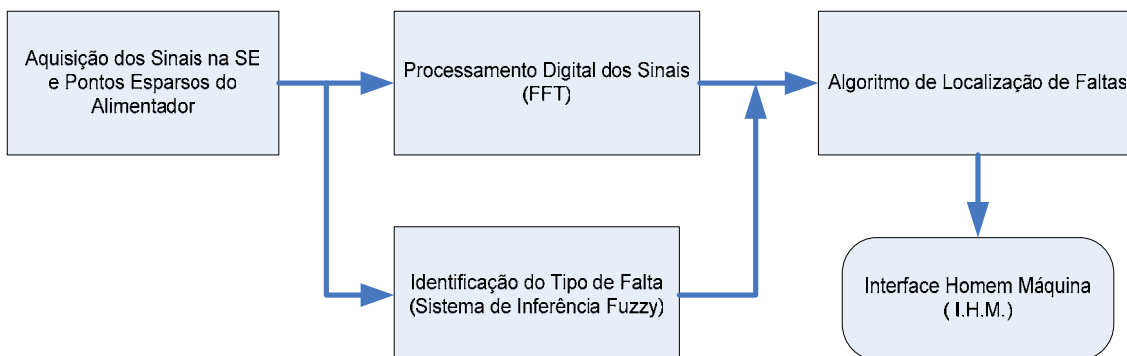 Aquisição dos Sinais na SE
e Pontos Esparsos do
Alimentador
Processamento Digital dos Sinais
(FFT)
Algoritmo de Localização de Faltas
Identificação do Tipo de Falta
(Sistema de Inferência Fuzzy)
Interface Homem Máquina
( I.H.M.)